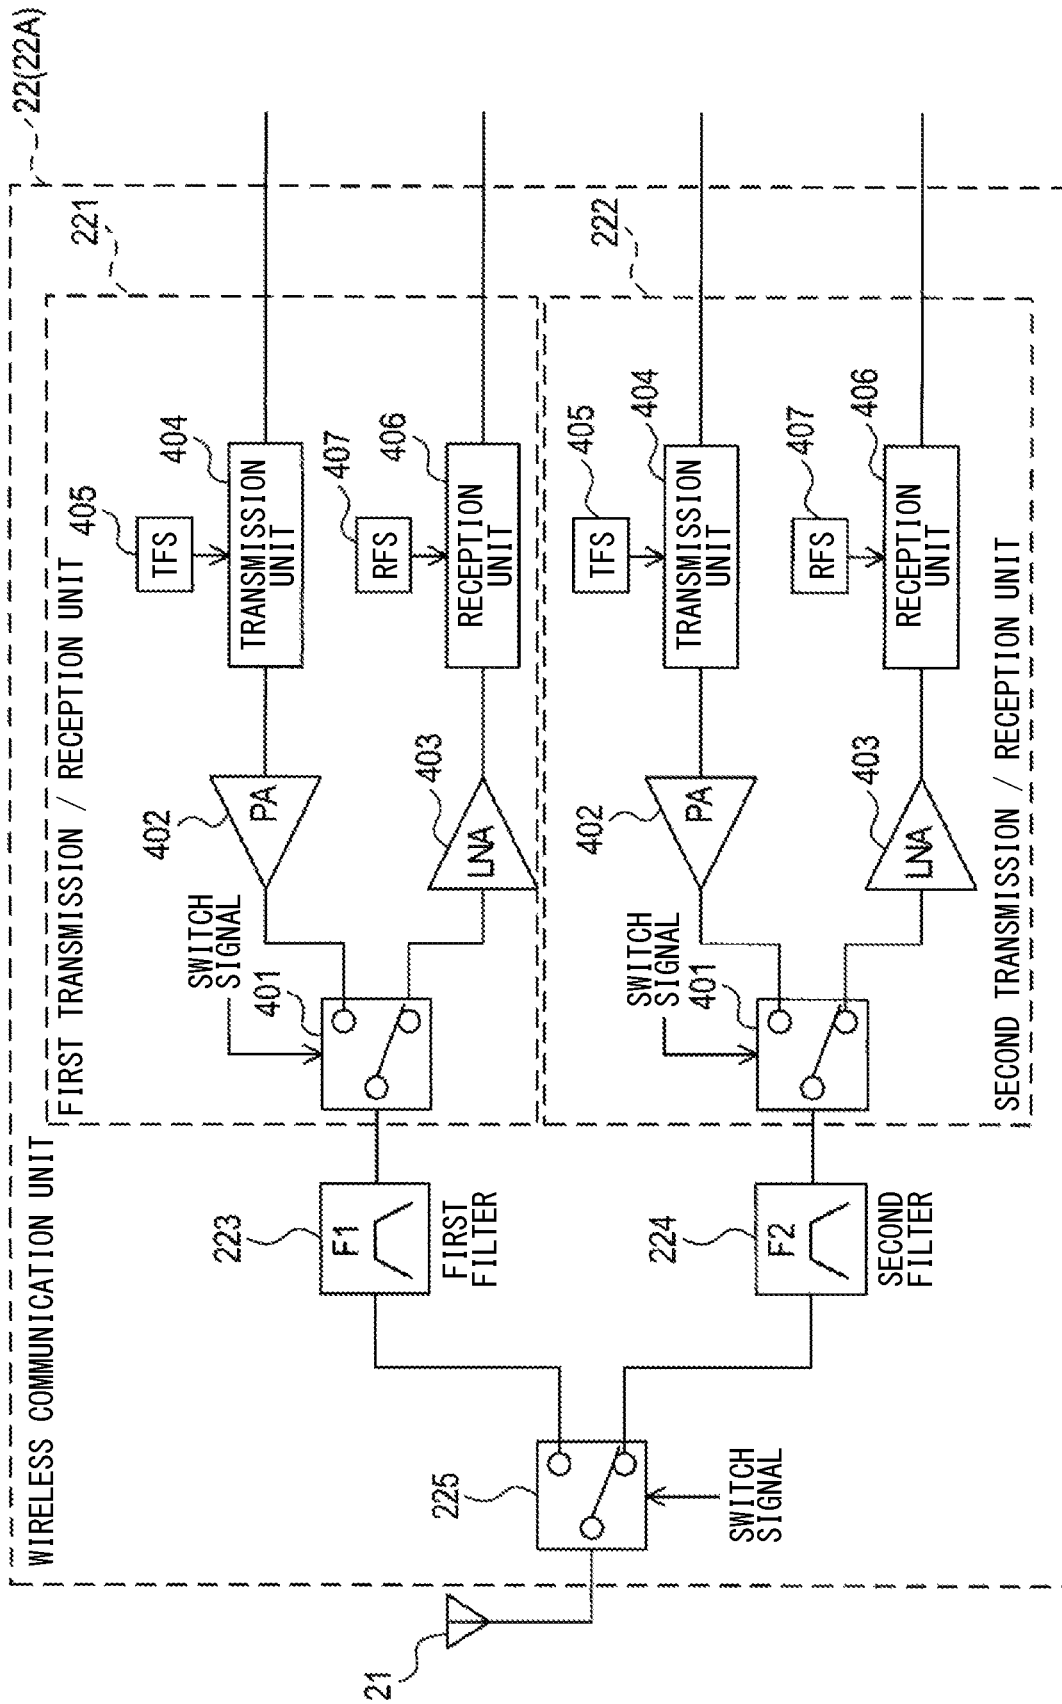 22(22A)
WIRELESS COMMUNICATION UNIT
221
FIRST TRANSMISSION / RECEPTION UNIT
405
TFS
404
TRANSMISSION
UNIT
402
PA
407
RFS
406
RECEPTION
UNIT
403
LNA
SWITCH
SIGNAL
401
223
F1
FIRST
FILTER
222
405
TFS
404
TRANSMISSION
UNIT
402
PA
407
RFS
406
RECEPTION
UNIT
403
LNA
SWITCH
SIGNAL
401
SECOND TRANSMISSION / RECEPTION UNIT
224
F2
SECOND
FILTER
225
SWITCH
SIGNAL
21